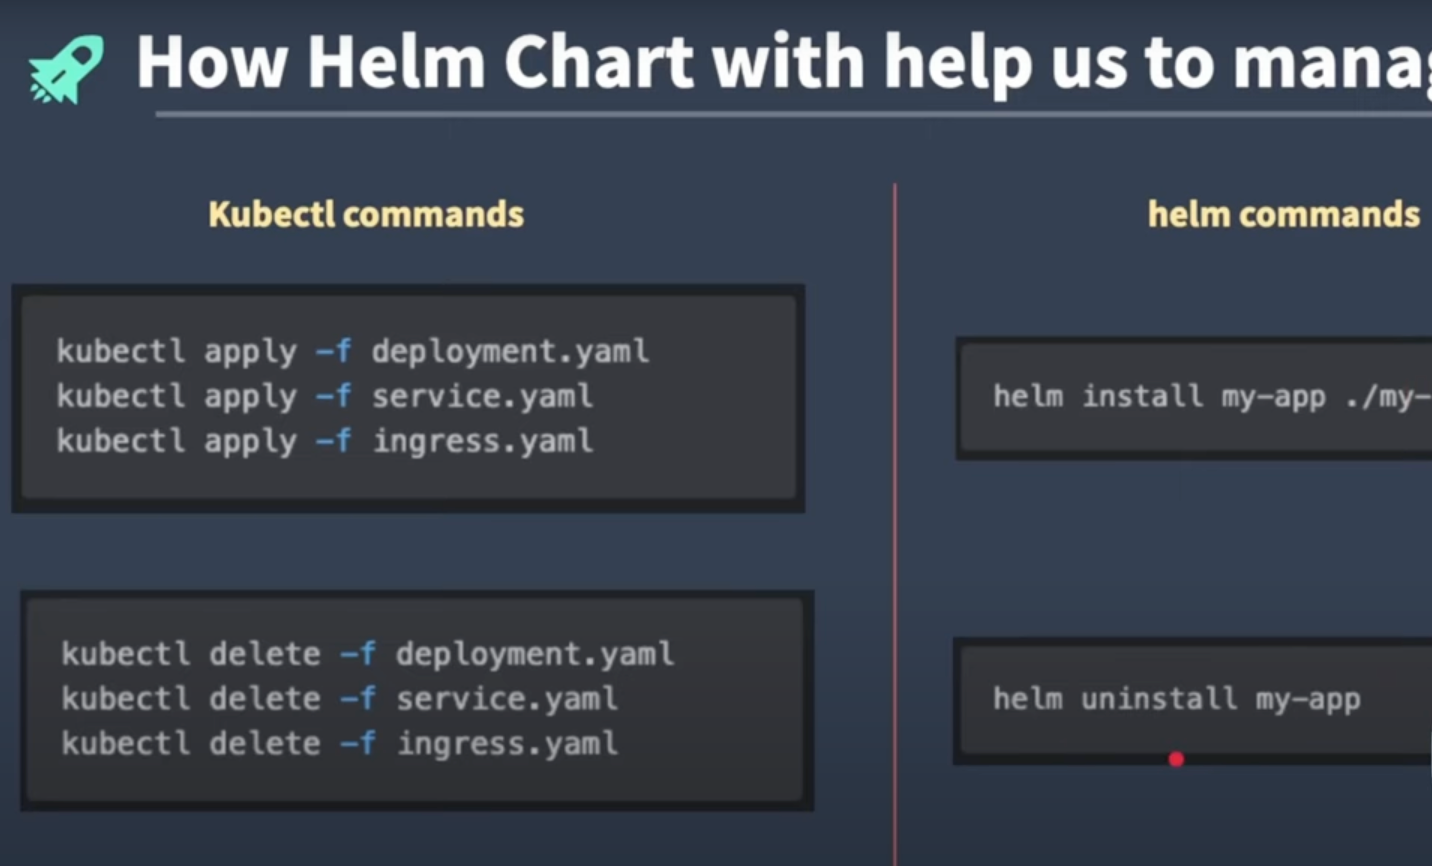 How Helm Chart with help us to mana
Kubectl commands
kubectl apply -f deployment.yaml
kubectl apply -f service.yaml
kubectl apply -f ingress.yaml
kubectl delete -f deployment.yaml
kubectl delete -f service.yaml
kubectl delete -f ingress.yaml
helm commands
helm install my-app ./my-
helm uninstall my-app